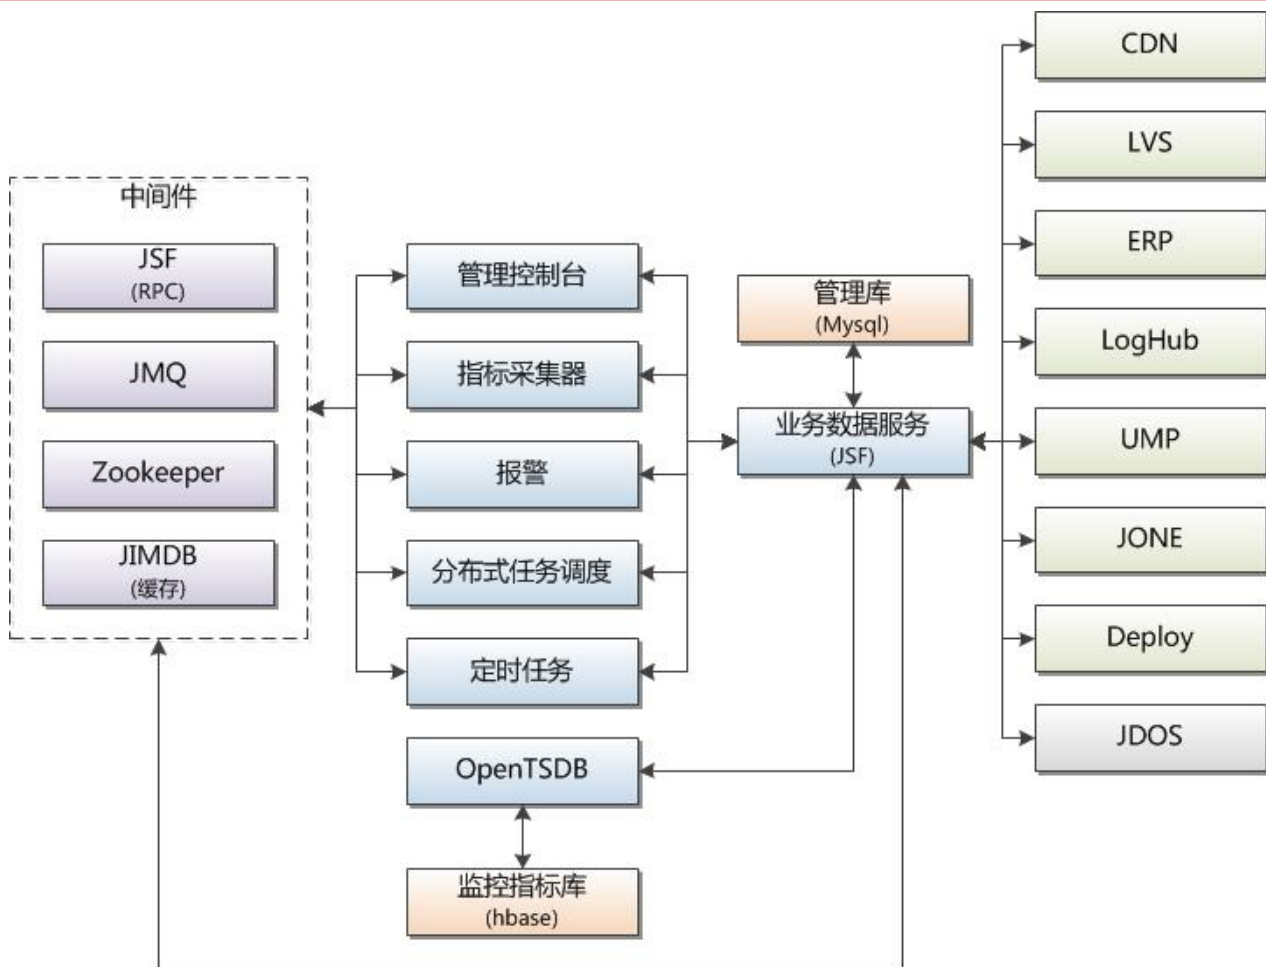 中间件
JSF
(RPC)
JMQ
Zookeeper
JIMDB
(缓存)
管理控制台
指标采集器
报警
分布式任务调度
定时任务
OpenTSDB
监控指标库
(hbase)
管理库
(Mysql)
业务数据服务
(JSF)
CDN
LVS
ERP
LogHub
UMP
JONE
Deploy
JDOS